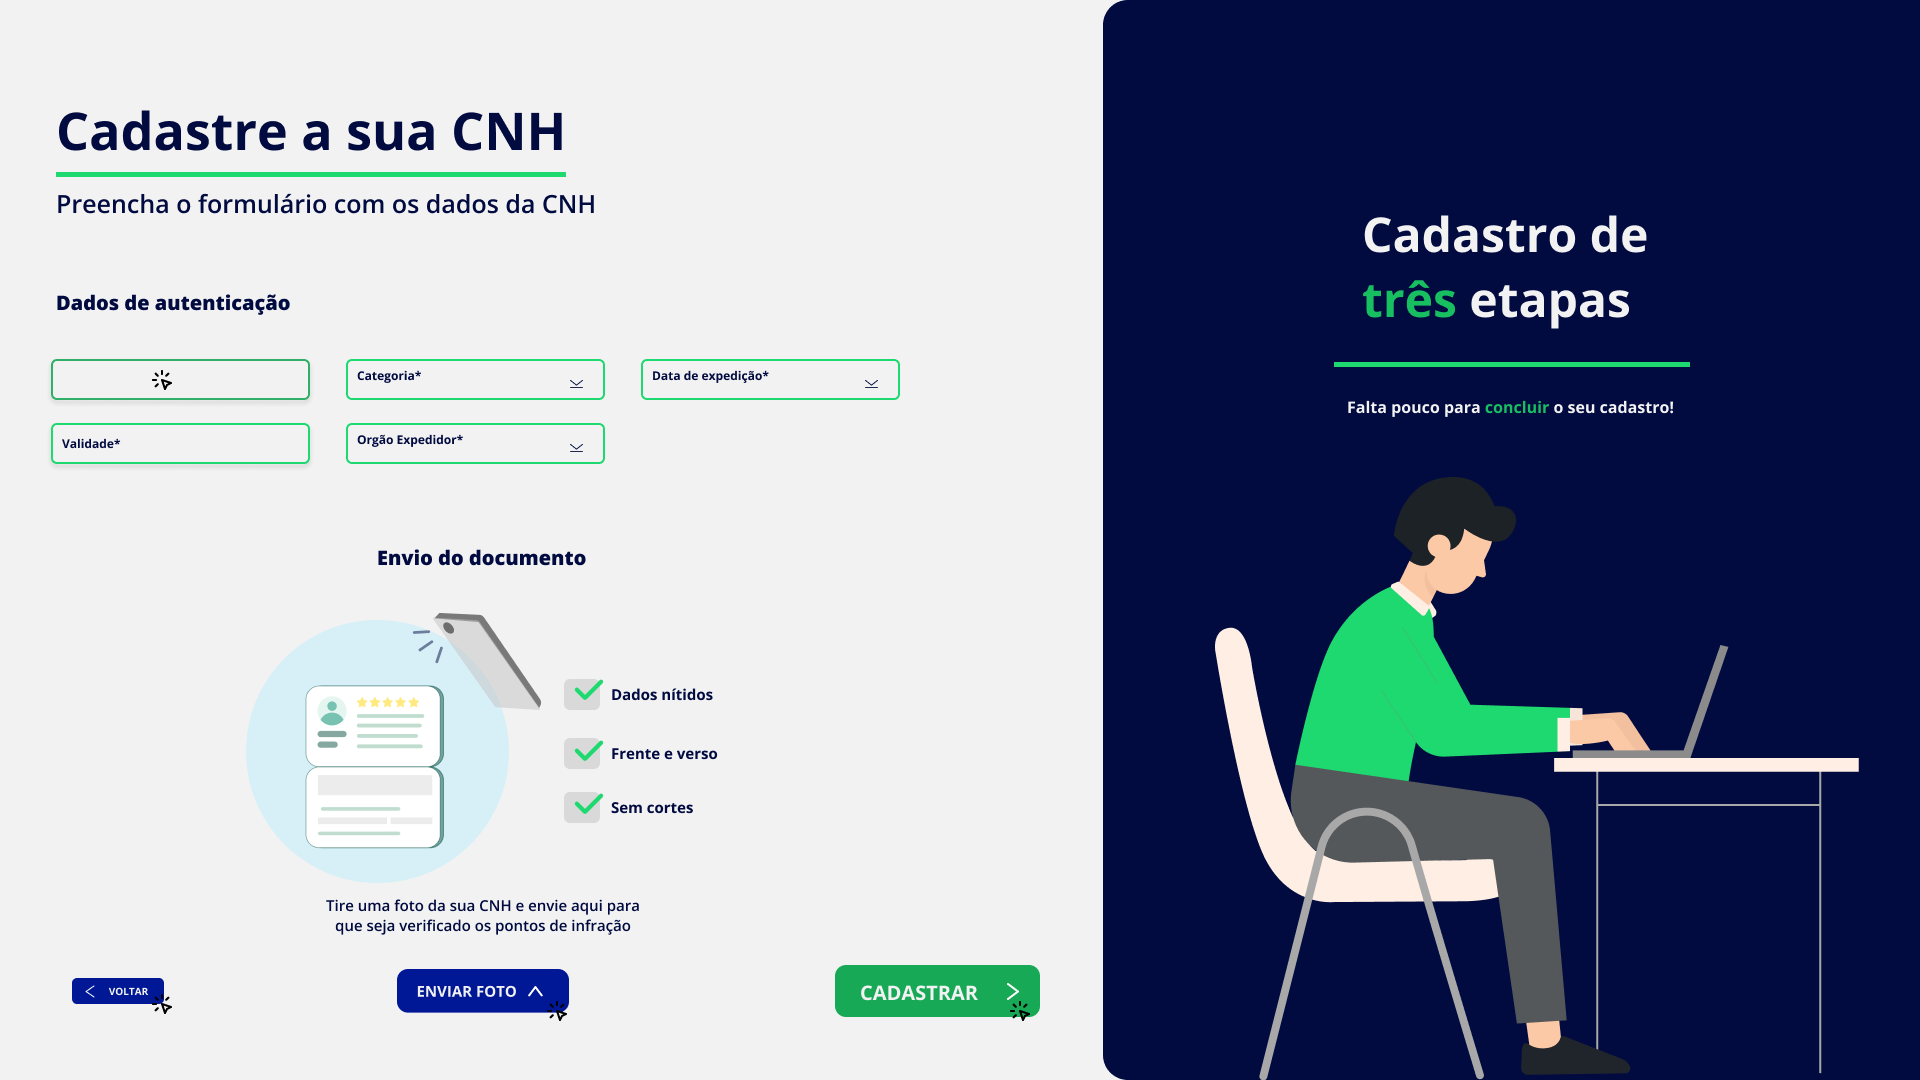 Cadastre a sua CNH
Preencha o formulário com os dados da CNH
Dados de autenticação
Categoria*
Data de expedição*
Validade*
Orgão Expedidor*
Envio do documento
Dados nítidos
Frente e verso
Sem cortes
Tire uma foto da sua CNH e envie aqui para
que seja verificado os pontos de infração
VOLTAR
ENVIAR FOTO
CADASTRAR
Cadastro de
três etapas
Falta pouco para concluir o seu cadastro!